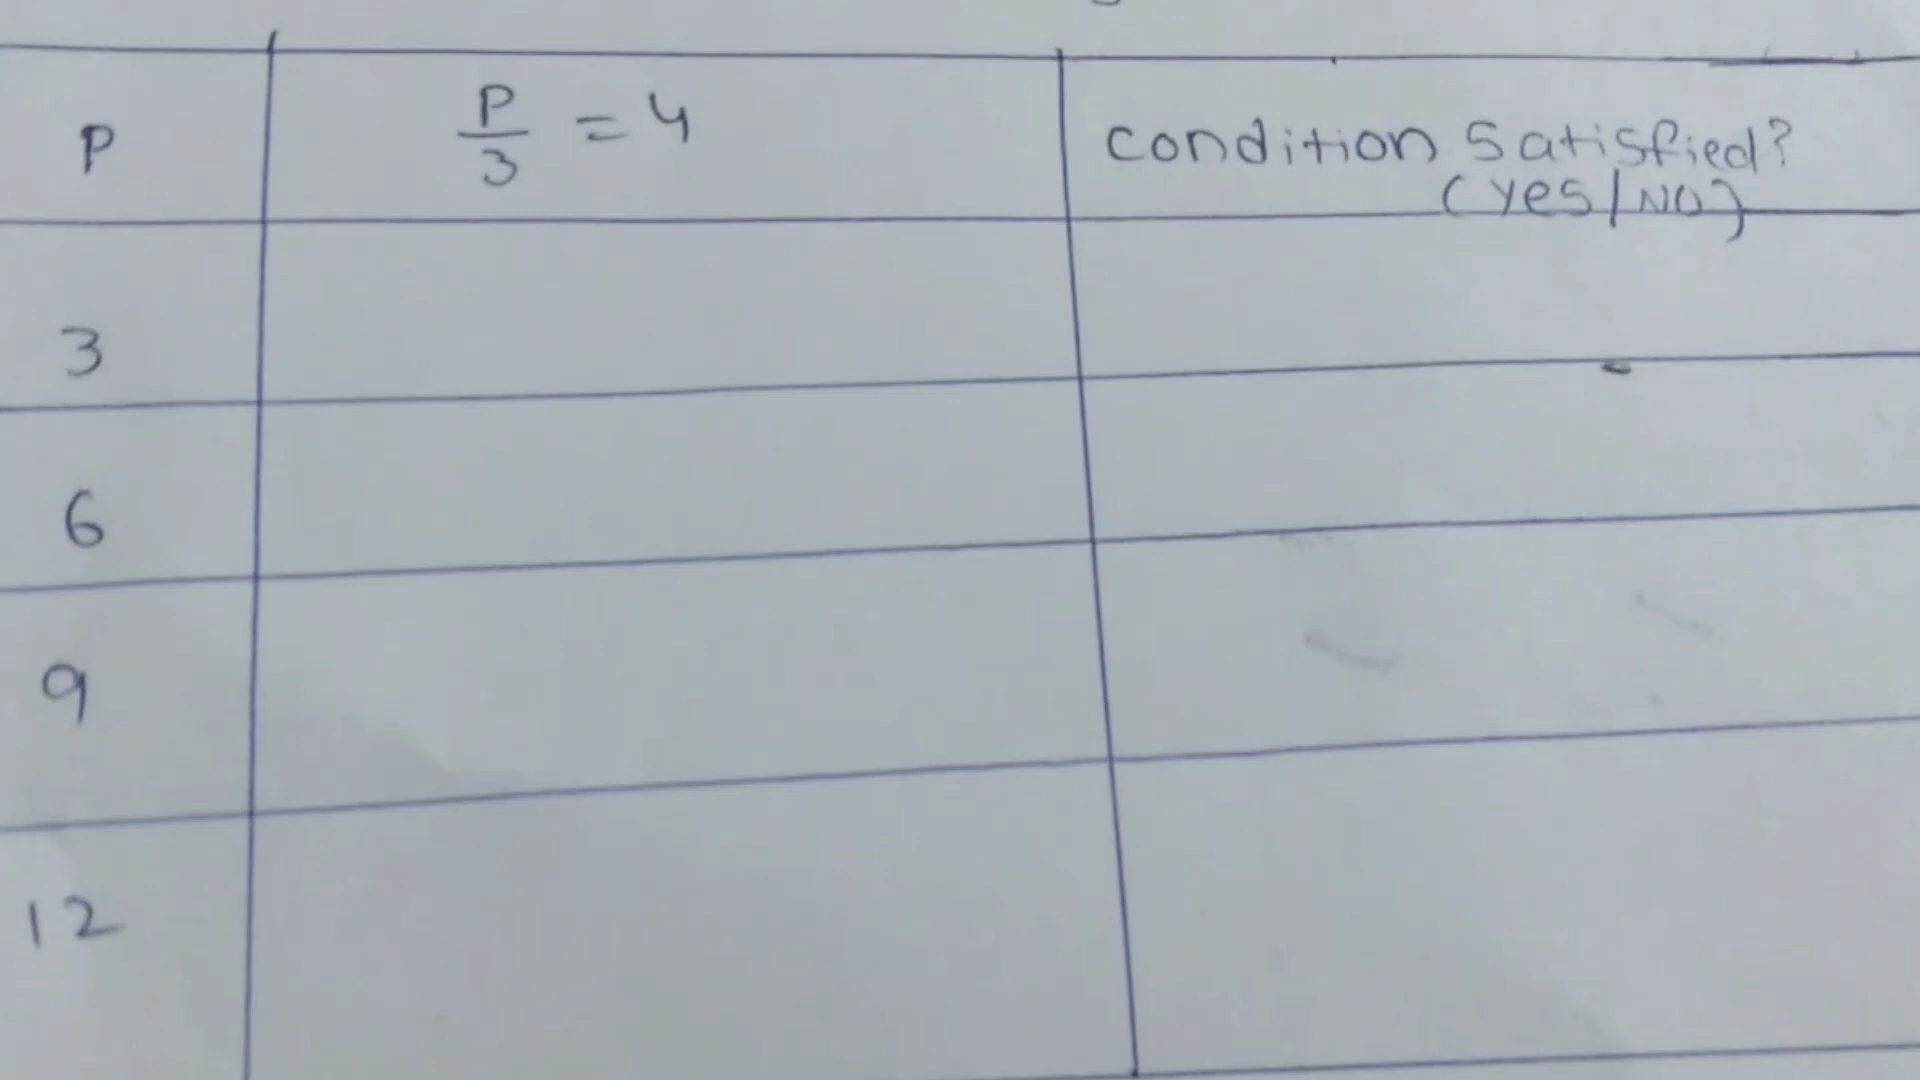 P
P/3 = 4
condition satisfied?
(Yes/NO)
3
6
9
12